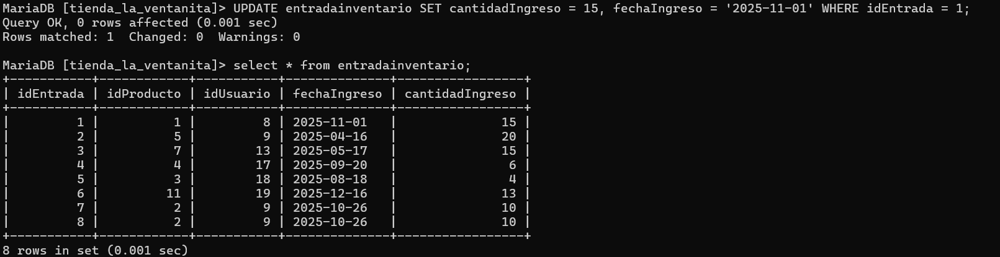 MariaDB [tienda_la_ventanita]> UPDATE entradainventario SET cantidadIngreso = 15, fechaIngreso = '2025-11-01' WHERE idEntrada = 1;
Query OK, 0 rows affected (0.001 sec)
Rows matched: 1  Changed: 0  Warnings: 0

MariaDB [tienda_la_ventanita]> select * from entradainventario;
+-----------+------------+-----------+--------------+-----------------+
| idEntrada | idProducto | idUsuario | fechaIngreso | cantidadIngreso |
+-----------+------------+-----------+--------------+-----------------+
|         1 |          1 |         8 | 2025-11-01   |              15 |
|         2 |          5 |         9 | 2025-04-16   |              20 |
|         3 |          7 |        13 | 2025-05-17   |              15 |
|         4 |          4 |        17 | 2025-09-20   |               6 |
|         5 |          3 |        18 | 2025-08-18   |               4 |
|         6 |         11 |        19 | 2025-12-16   |              13 |
|         7 |          2 |         9 | 2025-10-26   |              10 |
|         8 |          2 |         9 | 2025-10-26   |              10 |
+-----------+------------+-----------+--------------+-----------------+
8 rows in set (0.001 sec)